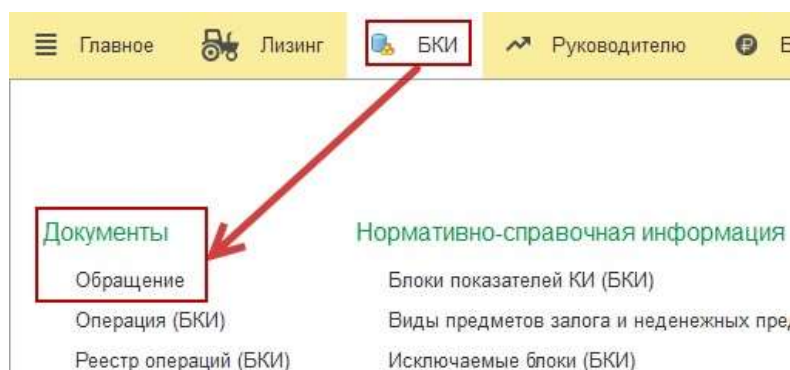 Главное Лизинг БКИ Руководителю
Документы
Обращение
Операция (БКИ)
Реестр операций (БКИ)
Нормативно-справочная информация
Блоки показателей КИ (БКИ)
Виды предметов залога и неденежных
Исключаемые блоки (БКИ)